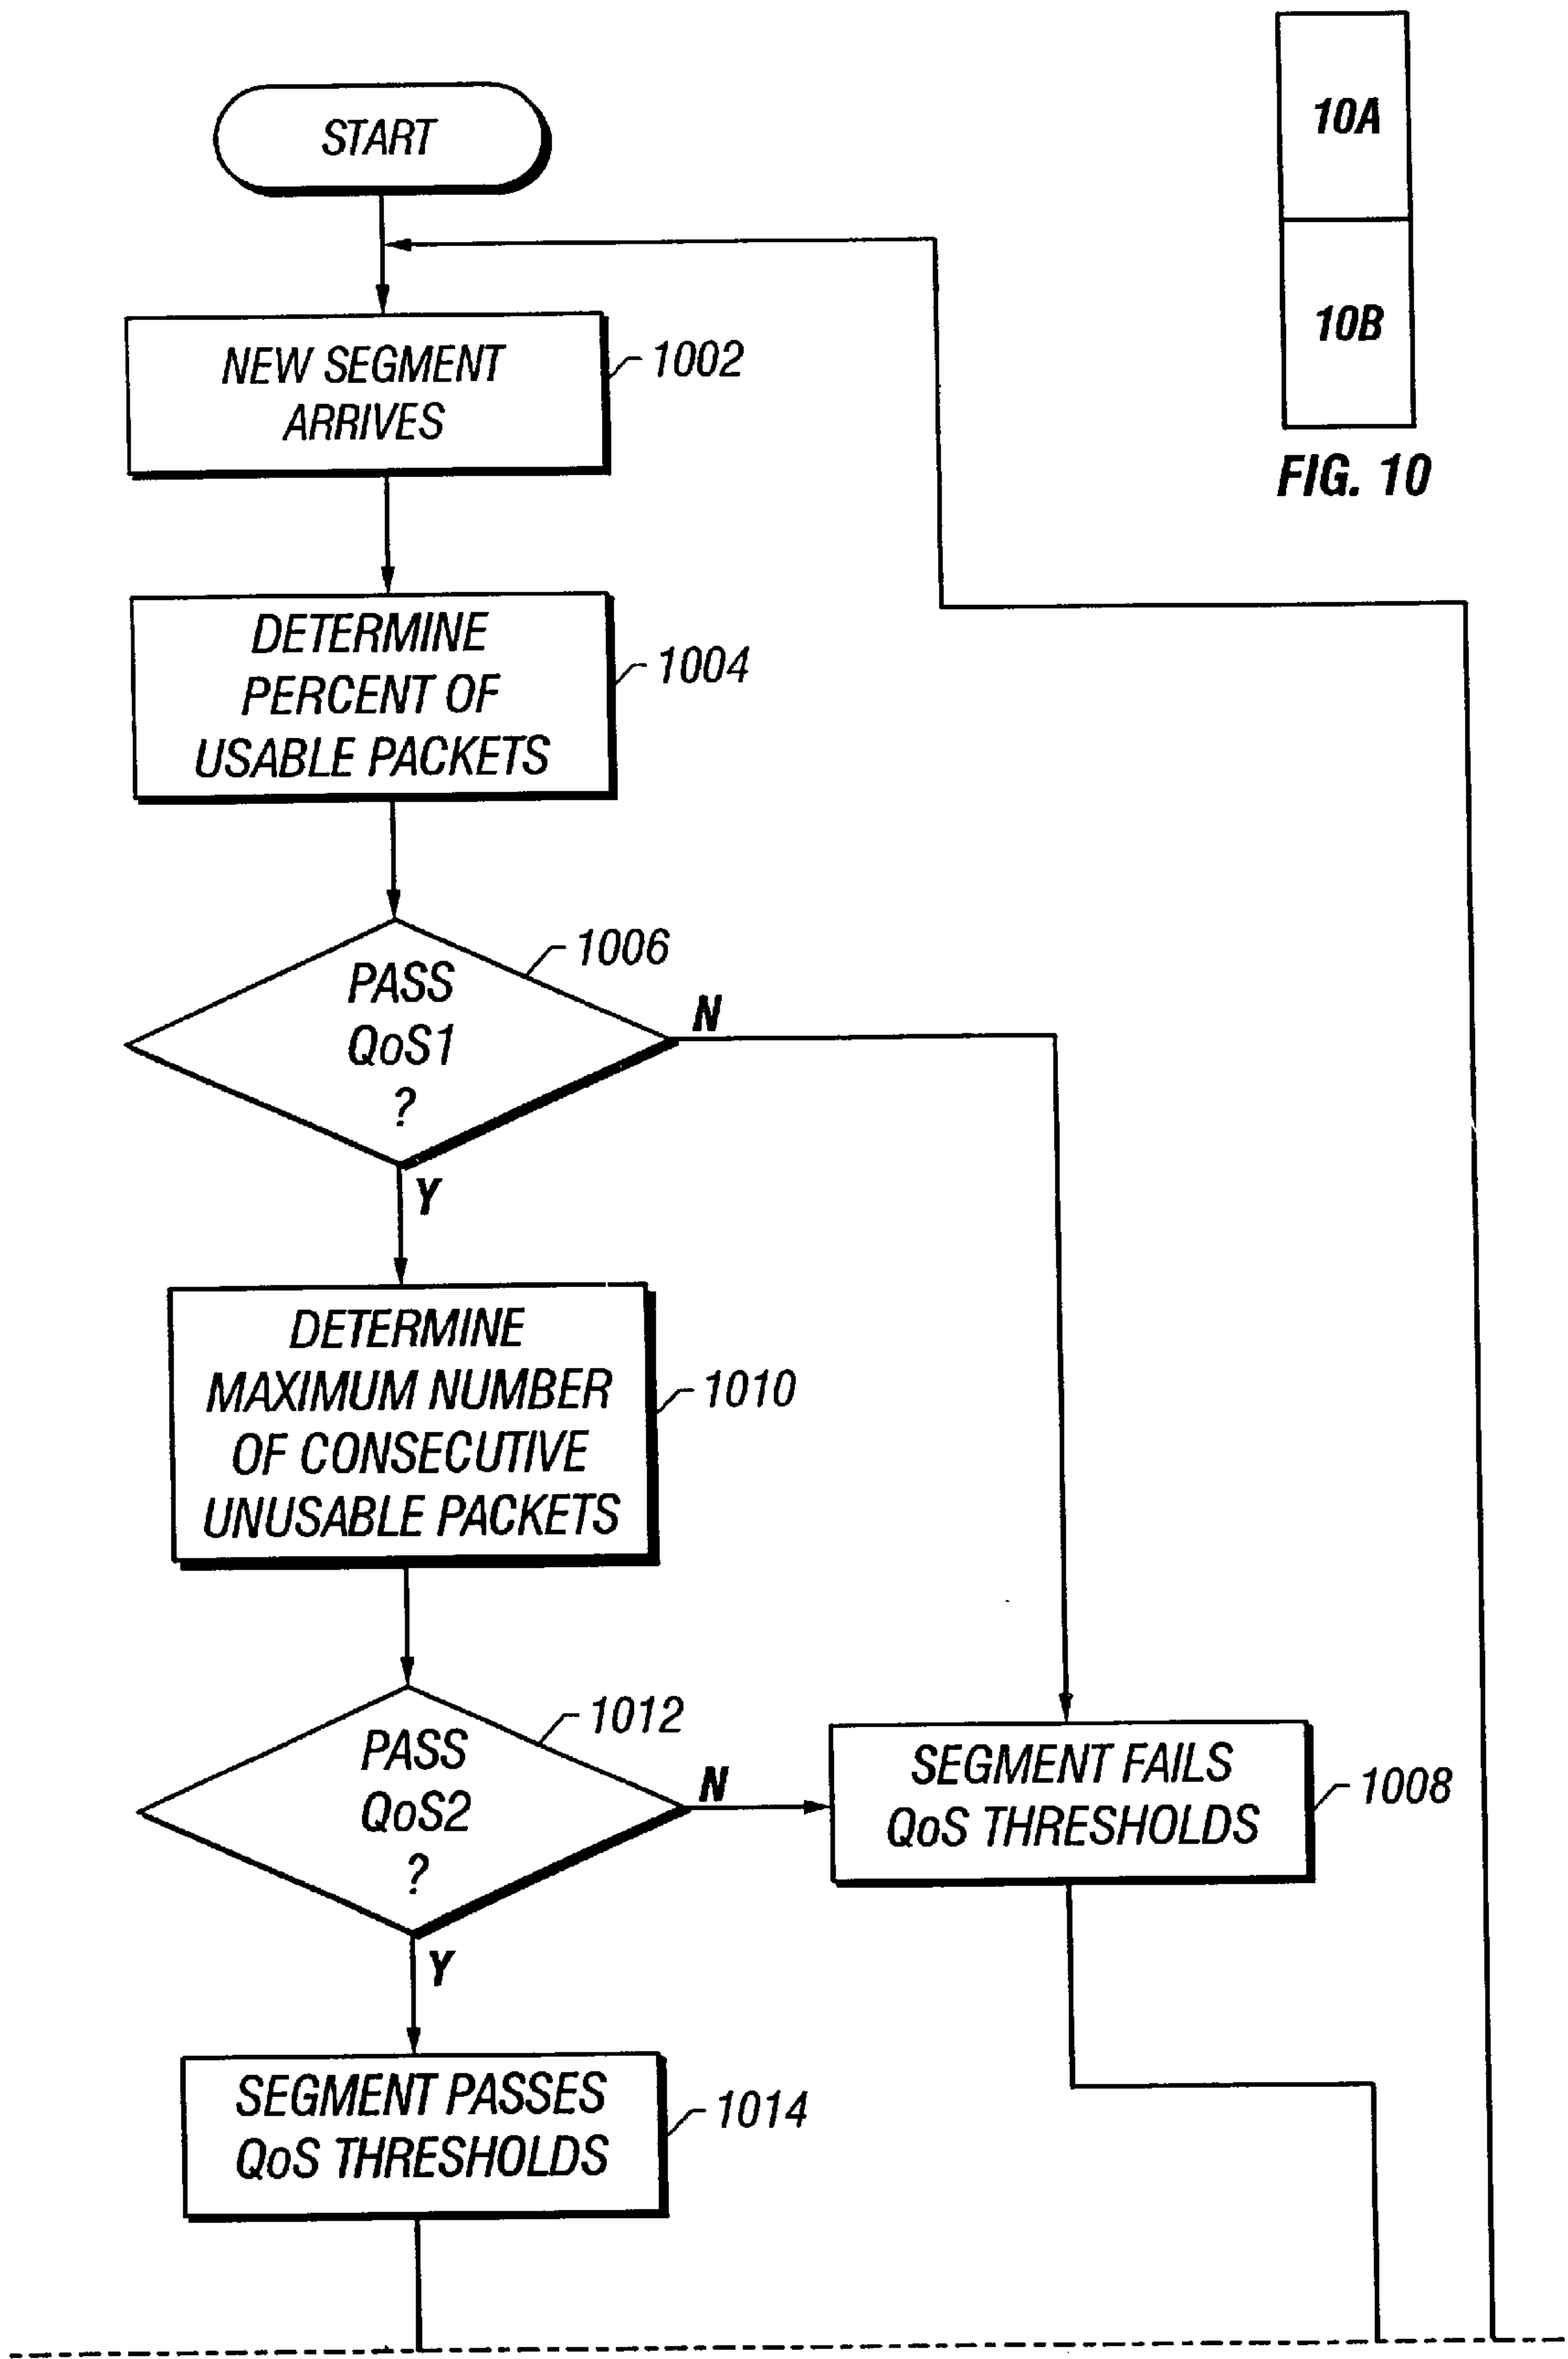 START
10A
10B
FIG. 10
NEW SEGMENT
ARRIVES
1002
DETERMINE
PERCENT OF
USABLE PACKETS
1004
PASS
QoS1
?
1006
N
Y
DETERMINE
MAXIMUM NUMBER
OF CONSECUTIVE
UNUSABLE PACKETS
1010
PASS
QoS2
?
1012
N
Y
SEGMENT FAILS
QoS THRESHOLDS
1008
SEGMENT PASSES
QoS THRESHOLDS
1014